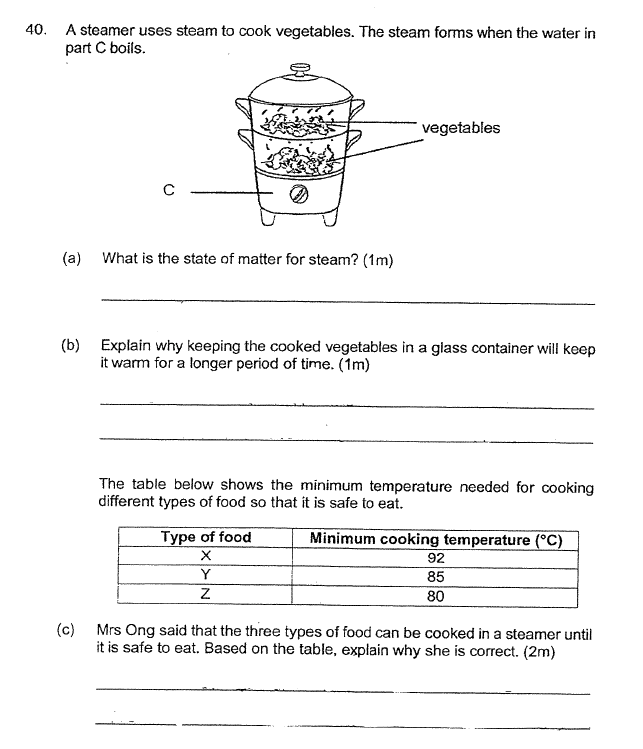 40. A steamer uses steam to cook vegetables. The steam forms when the water in
part C boils.
vegetables
C
(a) What is the state of matter for steam? (1m)
(b) Explain why keeping the cooked vegetables in a glass container will keep
it warm for a longer period of time. (1m)
The table below shows the minimum temperature needed for cooking
different types of food so that it is safe to eat.
Type of food Minimum cooking temperature (°C)
X 92
Y 85
Z 80
(c) Mrs Ong said that the three types of food can be cooked in a steamer until
it is safe to eat. Based on the table, explain why she is correct. (2m)